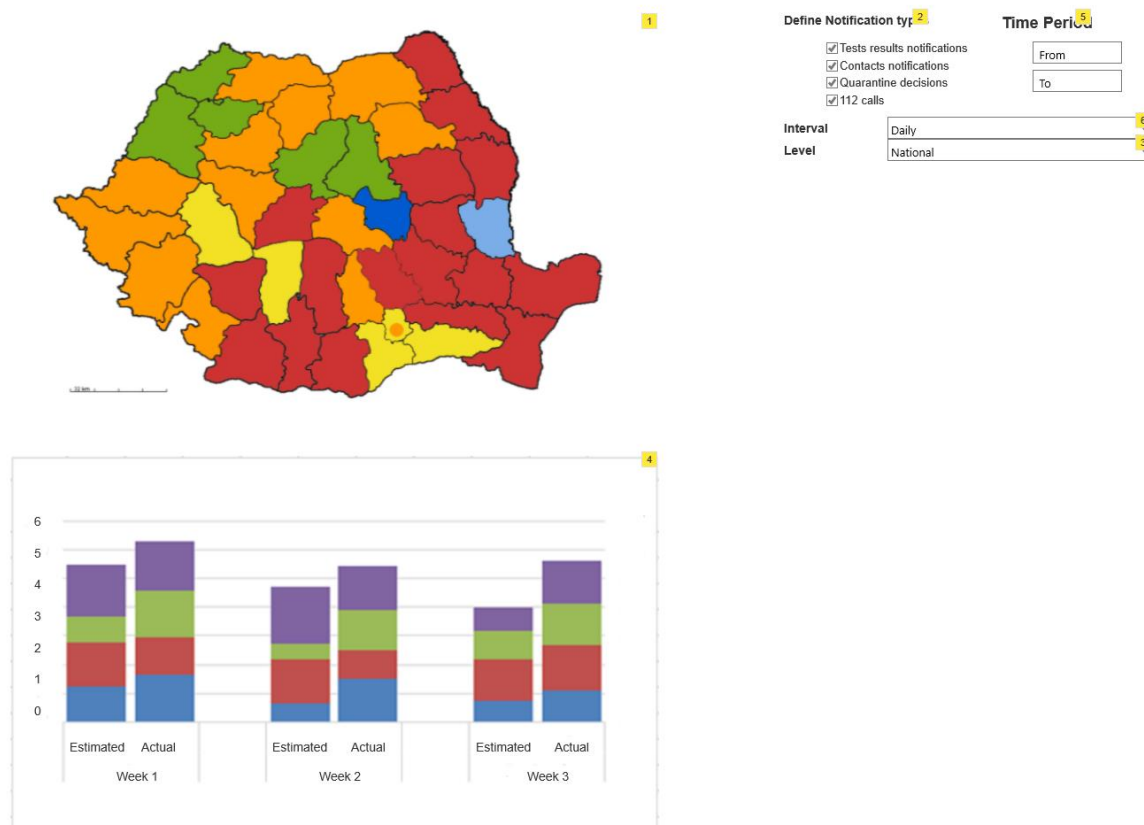 1
Define Notification typ
2
Time Period
5
Tests results notifications
Contacts notifications
Quarantine decisions
112 calls
From
To
Interval
Daily
6
Level
National
3
4
6
5
4
3
2
1
0
Estimated Actual Estimated Actual Estimated Actual
Week 1 Week 2 Week 3